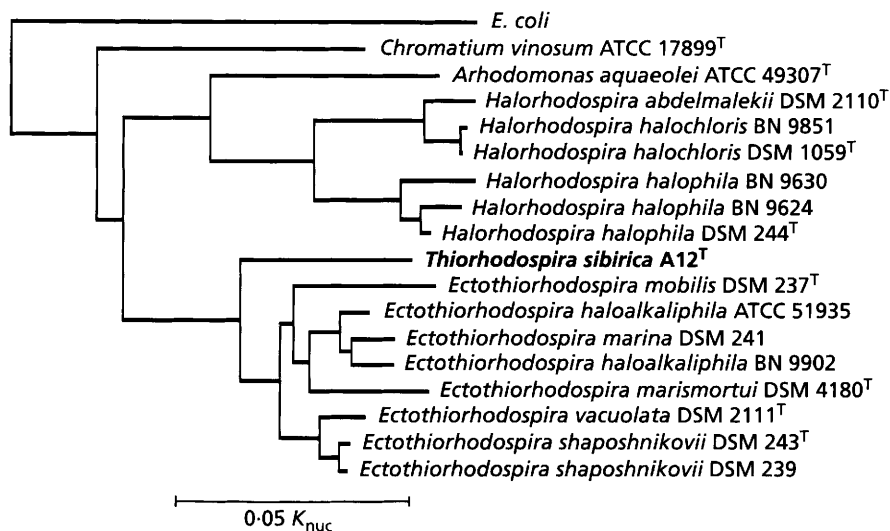 E. coli
Chromatium vinosum ATCC 17899ᵀ
Arhodomonas aquaeolei ATCC 49307ᵀ
Halorhodospira abdelmalekii DSM 2110ᵀ
Halorhodospira halochloris BN 9851
Halorhodospira halochloris DSM 1059ᵀ
Halorhodospira halophila BN 9630
Halorhodospira halophila BN 9624
Halorhodospira halophila DSM 244ᵀ
Thiorhodospira sibirica A12ᵀ
Ectothiorhodospira mobilis DSM 237ᵀ
Ectothiorhodospira haloalkaliphila ATCC 51935
Ectothiorhodospira marina DSM 241
Ectothiorhodospira haloalkaliphila BN 9902
Ectothiorhodospira marismortui DSM 4180ᵀ
Ectothiorhodospira vacuolata DSM 2111ᵀ
Ectothiorhodospira shaposhnikovii DSM 243ᵀ
Ectothiorhodospira shaposhnikovii DSM 239
0·05 Knuc